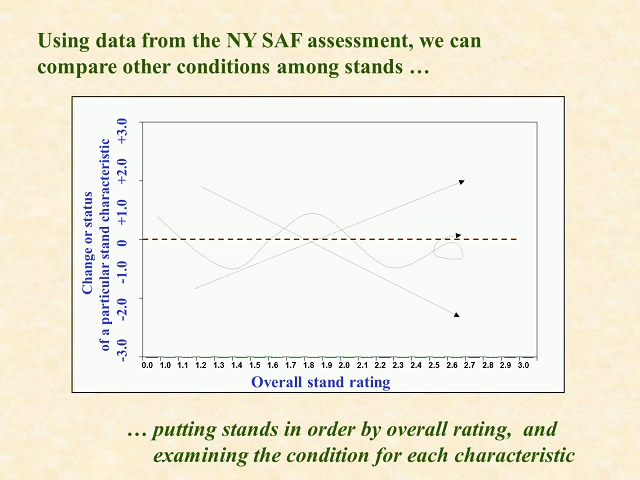 Using data from the NY SAF assessment, we can
compare other conditions among stands …
Change or status
of a particular stand characteristic
+3.0
+2.0
+1.0
0
-1.0
-2.0
-3.0
0.0 1.0 1.1 1.2 1.3 1.4 1.5 1.6 1.7 1.8 1.9 2.0 2.1 2.2 2.3 2.4 2.5 2.6 2.7 2.8 2.9 3.0
Overall stand rating
… putting stands in order by overall rating, and
examining the condition for each characteristic